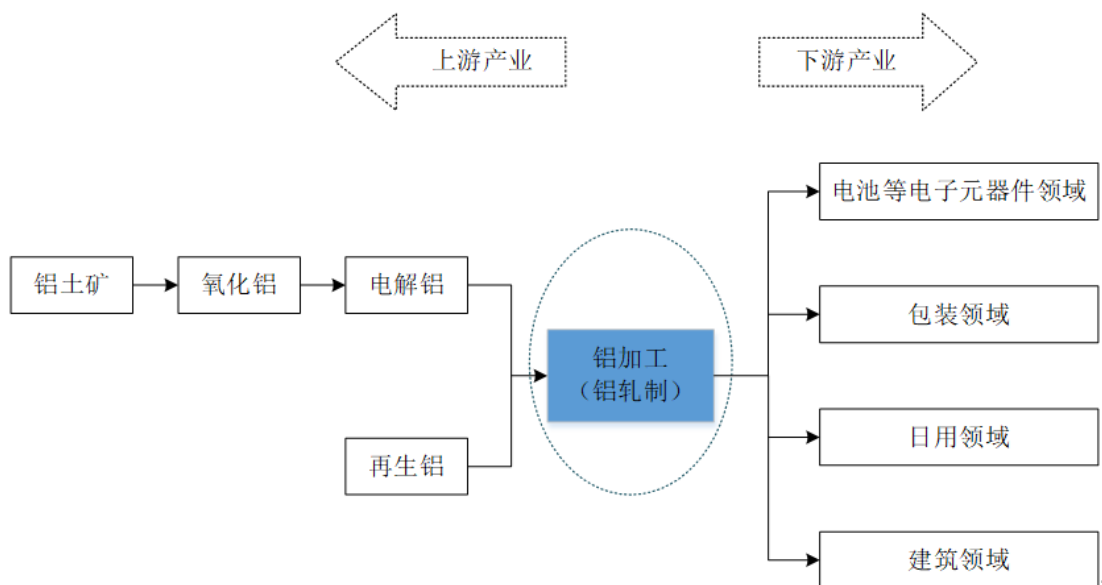 上游产业
下游产业
电池等电子元器件领域
铝土矿
氧化铝
电解铝
包装领域
铝加工
（铝轧制）
日用领域
再生铝
建筑领域